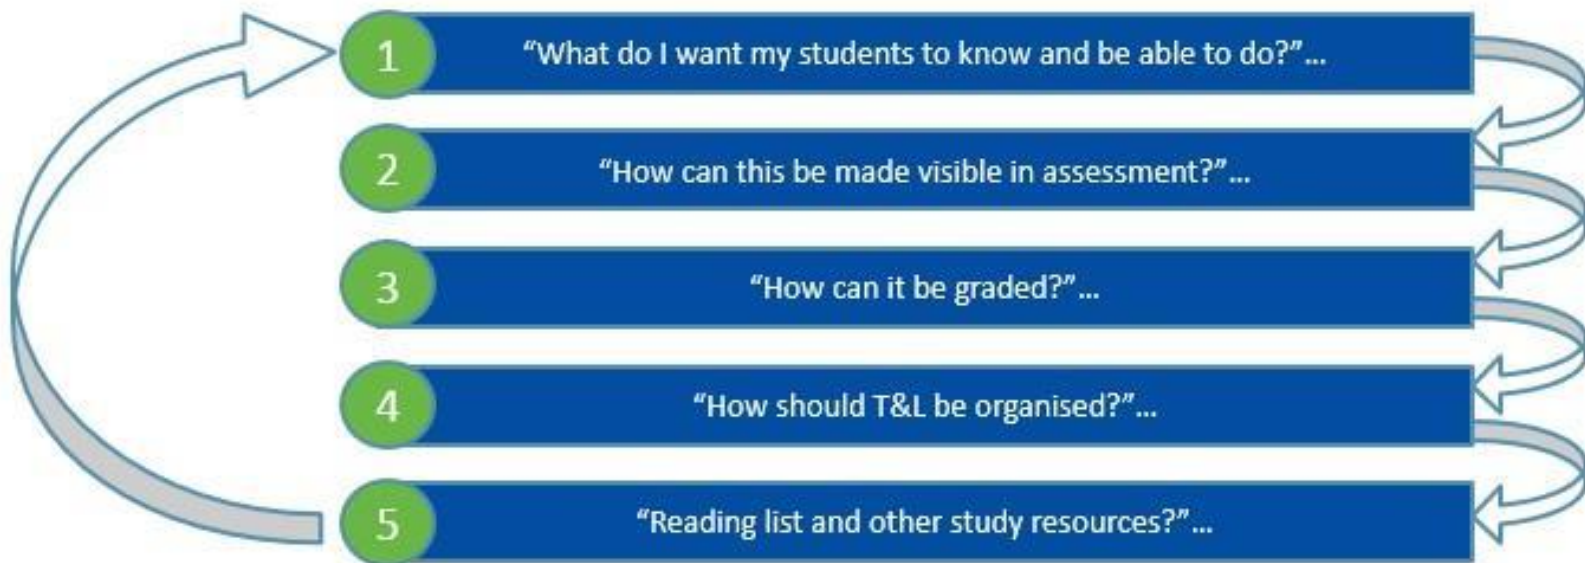 1 “What do I want my students to know and be able to do?”...
2 “How can this be made visible in assessment?”...
3 “How can it be graded?”...
4 “How should T&L be organised?”...
5 “Reading list and other study resources?”...